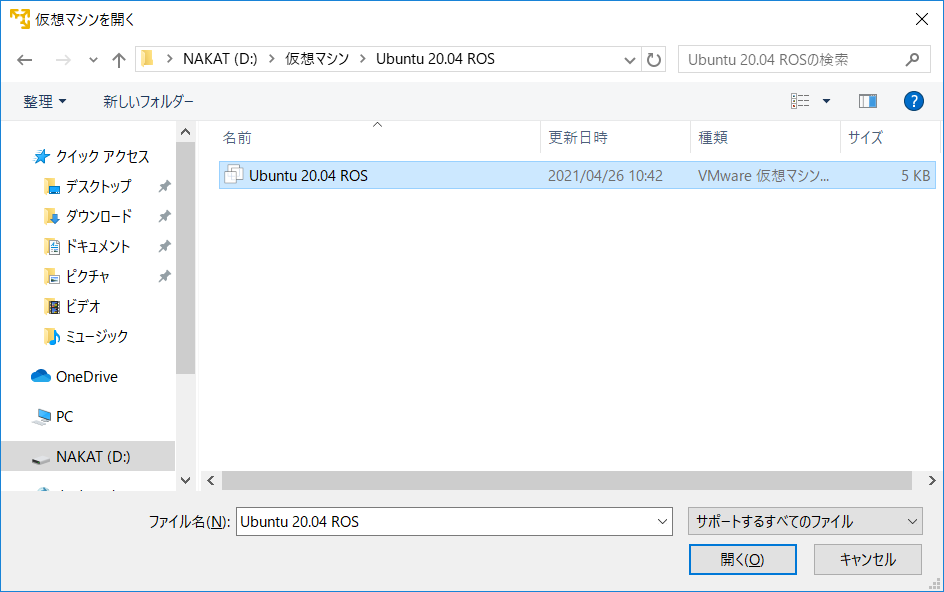 仮想マシンを開く
NAKAT (D:) 仮想マシン Ubuntu 20.04 ROS
Ubuntu 20.04 ROSの検索
整理 新しいフォルダー
?
クイック アクセス
デスクトップ
ダウンロード
ドキュメント
ピクチャ
ビデオ
ミュージック
OneDrive
PC
NAKAT (D:)
名前 更新日時 種類 サイズ
Ubuntu 20.04 ROS 2021/04/26 10:42 VMware 仮想マシン... 5 KB
ファイル名(N): Ubuntu 20.04 ROS
サポートするすべてのファイル
開く(O) キャンセル